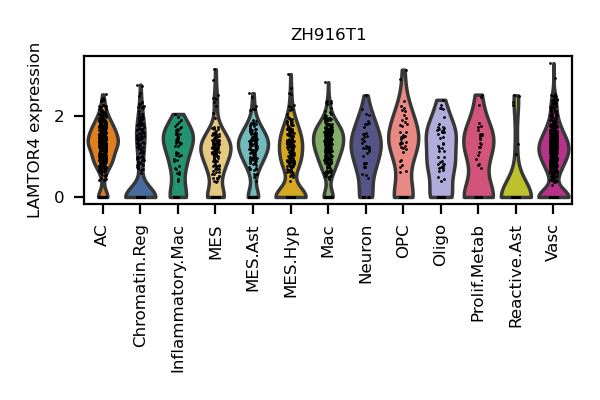 ZH916T1
LAMTOR4 expression
2
0
AC
Chromatin.Reg
Inflammatory.Mac
MES
MES.Ast
MES.Hyp
Mac
Neuron
OPC
Oligo
Prolif.Metab
Reactive.Ast
Vasc